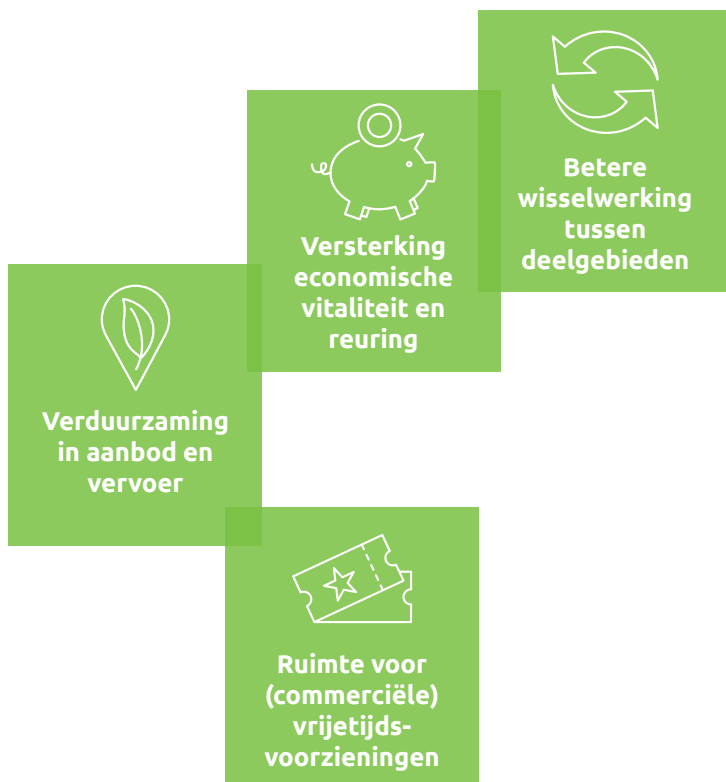 Betere
wisselwerking
tussen
deelgebieden
Versterking
economische
vitaliteit en
reuring
Verduurzaming
in aanbod en
vervoer
Ruimte voor
(commerciële)
vrijetijds-
voorzieningen